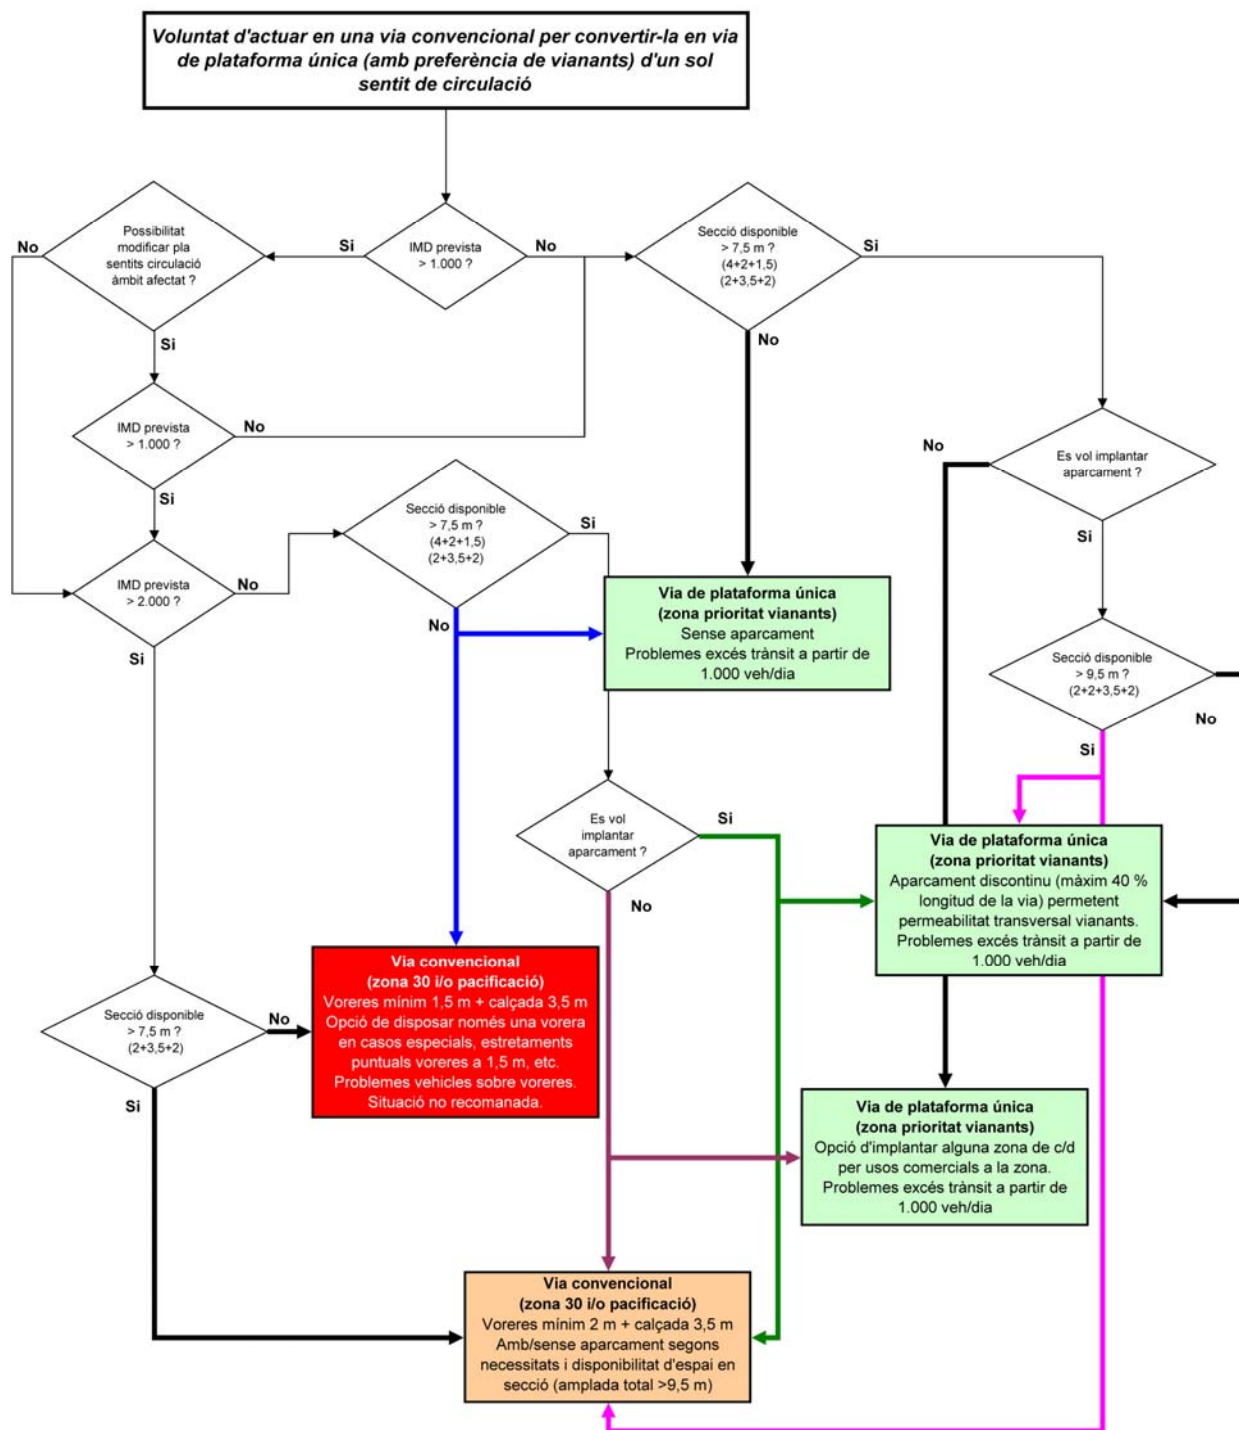 Voluntat d'actuar en una via convencional per convertir-la en via
de plataforma única (amb preferència de vianants) d'un sol
sentit de circulació
Possibilitat
modificar pla
sentits circulació
àmbit afectat ?
No
Si
Si
IMD prevista
> 1.000 ?
No
Secció disponible
> 7,5 m ?
(4+2+1,5)
(2+3,5+2)
Si
No
IMD prevista
> 1.000 ?
No
Si
Es vol implantar
aparcament ?
No
Si
IMD prevista
> 2.000 ?
No
Si
Secció disponible
> 7,5 m ?
(4+2+1,5)
(2+3,5+2)
Si
No
Via de plataforma única
(zona prioritat vianants)
Sense aparcament
Problemes excés trànsit a partir de
1.000 veh/dia
Secció disponible
> 9,5 m ?
(2+2+3,5+2)
No
Si
Es vol
implantar
aparcament ?
Si
No
Via de plataforma única
(zona prioritat vianants)
Aparcament discontinu (màxim 40 %
longitud de la via) permetent
permeabilitat transversal vianants.
Problemes excés trànsit a partir de
1.000 veh/dia
Secció disponible
> 7,5 m ?
(2+3,5+2)
No
Si
Via convencional
(zona 30 i/o pacificació)
Voreres mínim 1,5 m + calçada 3,5 m
Opció de disposar només una vorera
en casos especials, estretaments
puntuals voreres a 1,5 m, etc.
Problemes vehicles sobre voreres.
Situació no recomanada.
Via de plataforma única
(zona prioritat vianants)
Opció d'implantar alguna zona de c/d
per usos comercials a la zona.
Problemes excés trànsit a partir de
1.000 veh/dia
Via convencional
(zona 30 i/o pacificació)
Voreres mínim 2 m + calçada 3,5 m
Amb/sense aparcament segons
necessitats i disponibilitat d'espai en
secció (amplada total >9,5 m)